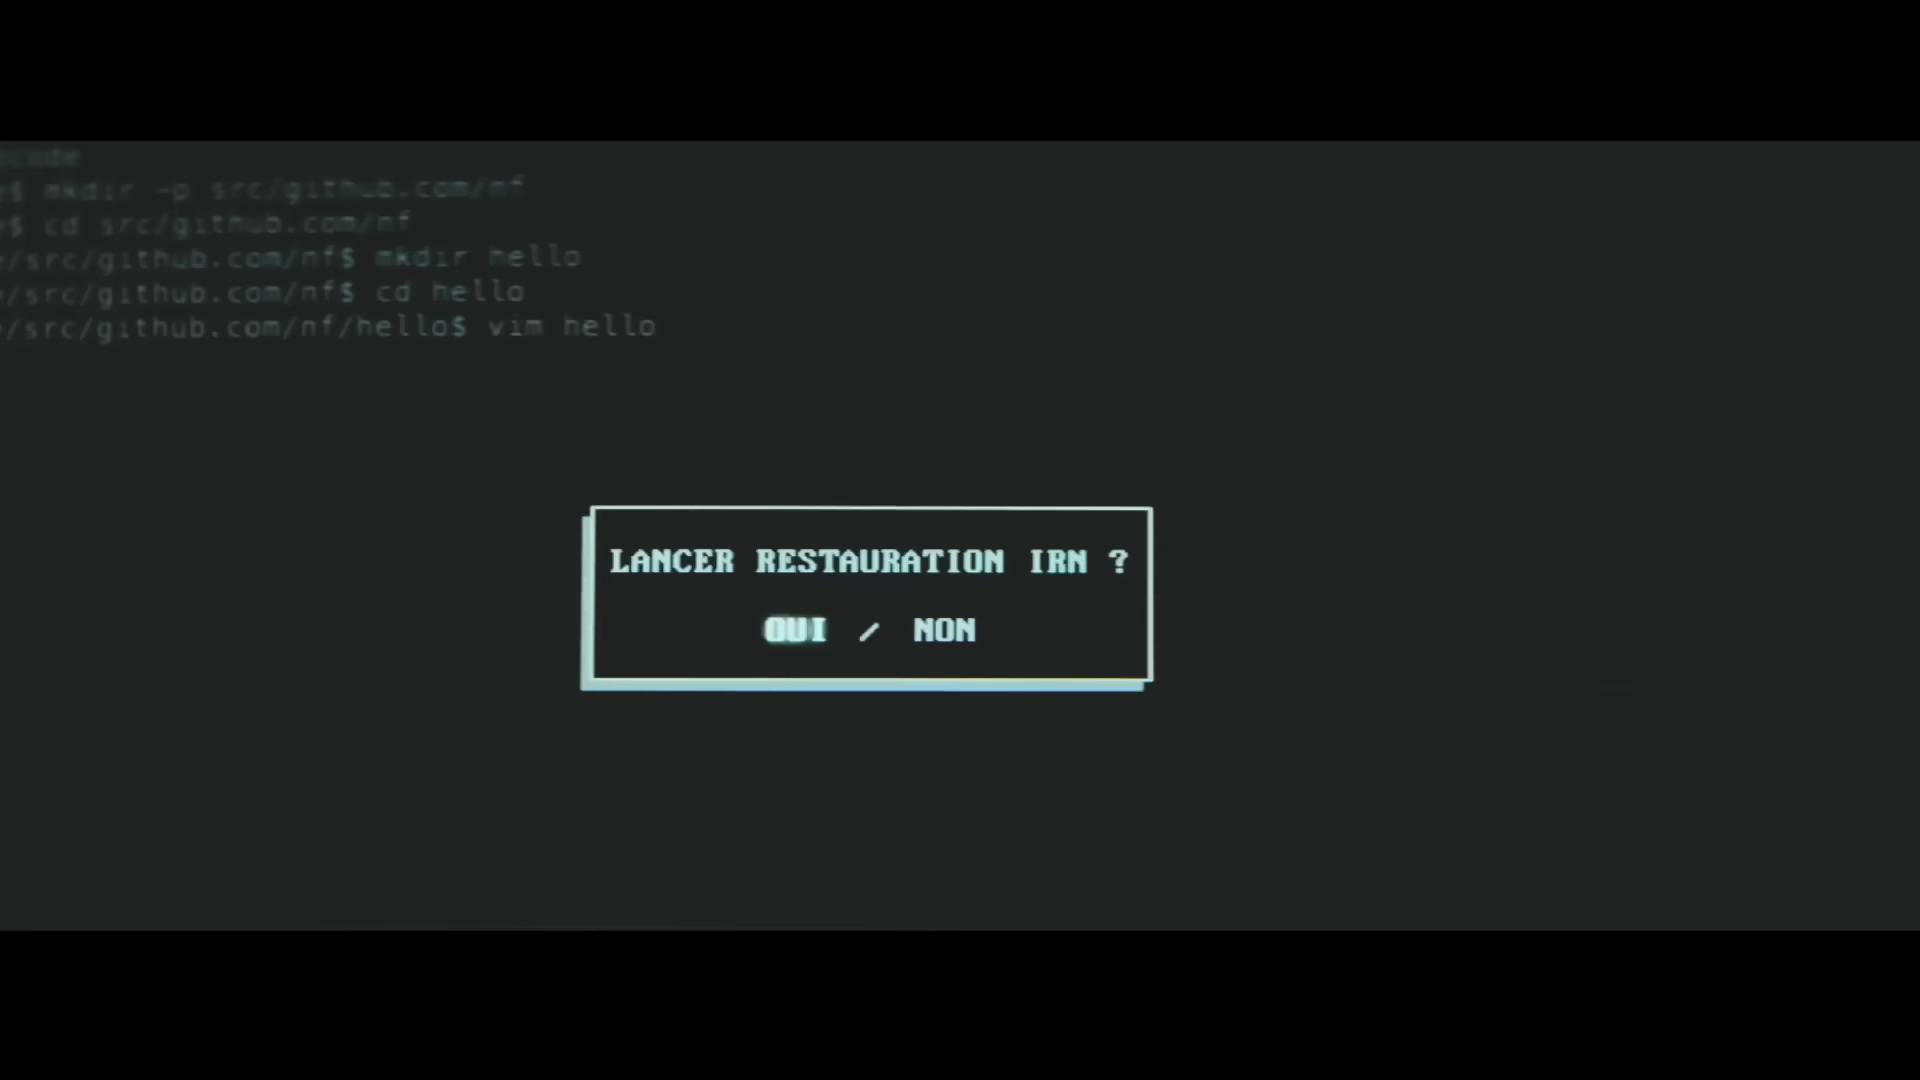 $ mkdir -p src/github.com/nf
$ cd src/github.com/nf
/src/github.com/nf$ mkdir hello
/src/github.com/nf$ cd hello
/src/github.com/nf/hello$ vim hello
LANCER RESTAURATION IRN ?
OUI / NON